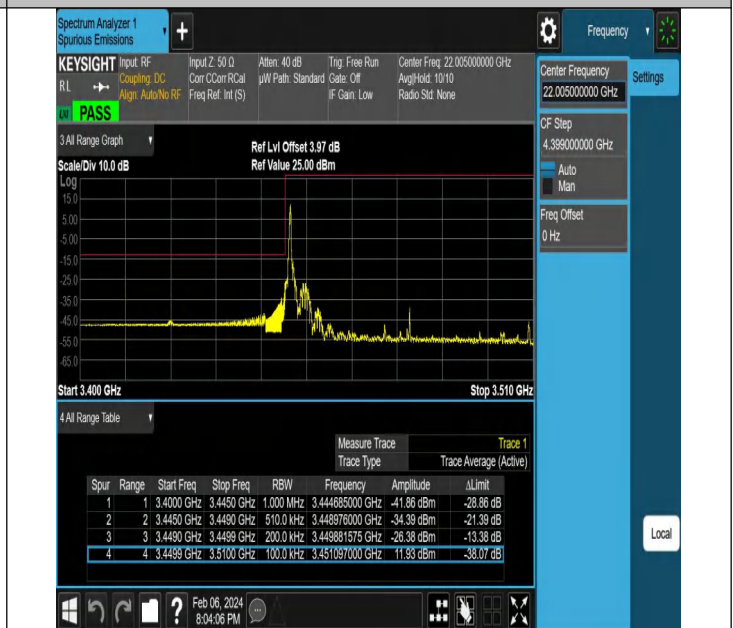 Spectrum Analyzer 1
Spurious Emissions
+
Frequency
KEYSIGHT
RL
PASS
Input: RF
Coupling: DC
Align: Auto/No RF
Input Z: 50 Ω
Corr CCorr RCal
Freq Ref: Int (S)
Atten: 40 dB
µW Path: Standard
Trig: Free Run
Gate: Off
IF Gain: Low
Center Freq: 22.005000000 GHz
Avg|Hold: 10/10
Radio Std: None
Center Frequency
22.005000000 GHz
Settings
CF Step
4.399000000 GHz
Auto
Man
Freq Offset
0 Hz
Local
3 All Range Graph
Scale/Div 10.0 dB
Ref Lvl Offset 3.97 dB
Ref Value 25.00 dBm
Log
15.0
5.00
-5.00
-15.0
-25.0
-35.0
-45.0
-55.0
-65.0
Start 3.400 GHz
Stop 3.510 GHz
4 All Range Table
Measure Trace Trace 1
Trace Type Trace Average (Active)
Spur Range Start Freq Stop Freq RBW Frequency Amplitude ΔLimit
1 1 3.4000 GHz 3.4450 GHz 1.000 MHz 3.444685000 GHz -41.86 dBm -28.86 dB
2 2 3.4450 GHz 3.4490 GHz 510.0 kHz 3.448976000 GHz -34.39 dBm -21.39 dB
3 3 3.4490 GHz 3.4499 GHz 200.0 kHz 3.449881575 GHz -26.38 dBm -13.38 dB
4 4 3.4499 GHz 3.5100 GHz 100.0 kHz 3.451097000 GHz 11.93 dBm -38.07 dB
?
Feb 06, 2024
8:04:06 PM